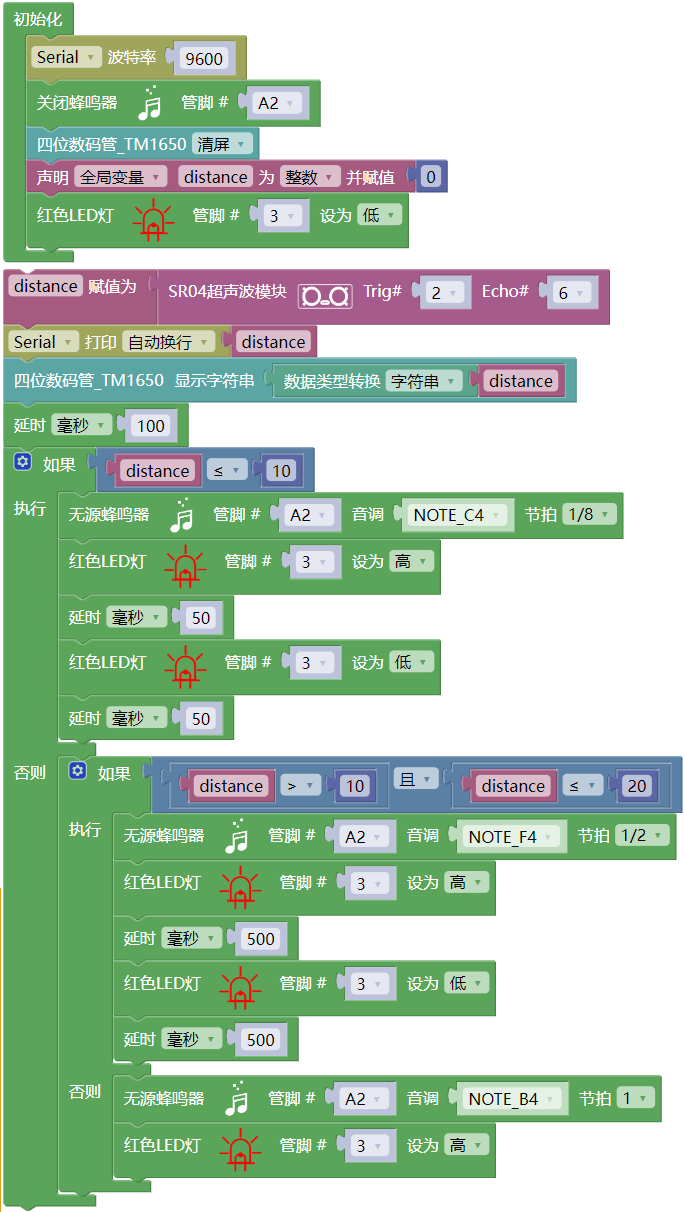 初始化
Serial 波特率 9600
关闭蜂鸣器 管脚 # A2
四位数码管_TM1650 清屏
声明 全局变量 distance 为 整数 并赋值 0
红色LED灯 管脚 # 3 设为 低
distance 赋值为 SR04超声波模块 Trig# 2 Echo# 6
Serial 打印 自动换行 distance
四位数码管_TM1650 显示字符串 数据类型转换 字符串 distance
延时 毫秒 100
如果 distance ≤ 10
执行 无源蜂鸣器 管脚 # A2 音调 NOTE_C4 节拍 1/8
红色LED灯 管脚 # 3 设为 高
延时 毫秒 50
红色LED灯 管脚 # 3 设为 低
延时 毫秒 50
否则 如果 distance > 10 且 distance ≤ 20
执行 无源蜂鸣器 管脚 # A2 音调 NOTE_F4 节拍 1/2
红色LED灯 管脚 # 3 设为 高
延时 毫秒 500
红色LED灯 管脚 # 3 设为 低
延时 毫秒 500
否则 无源蜂鸣器 管脚 # A2 音调 NOTE_B4 节拍 1
红色LED灯 管脚 # 3 设为 高